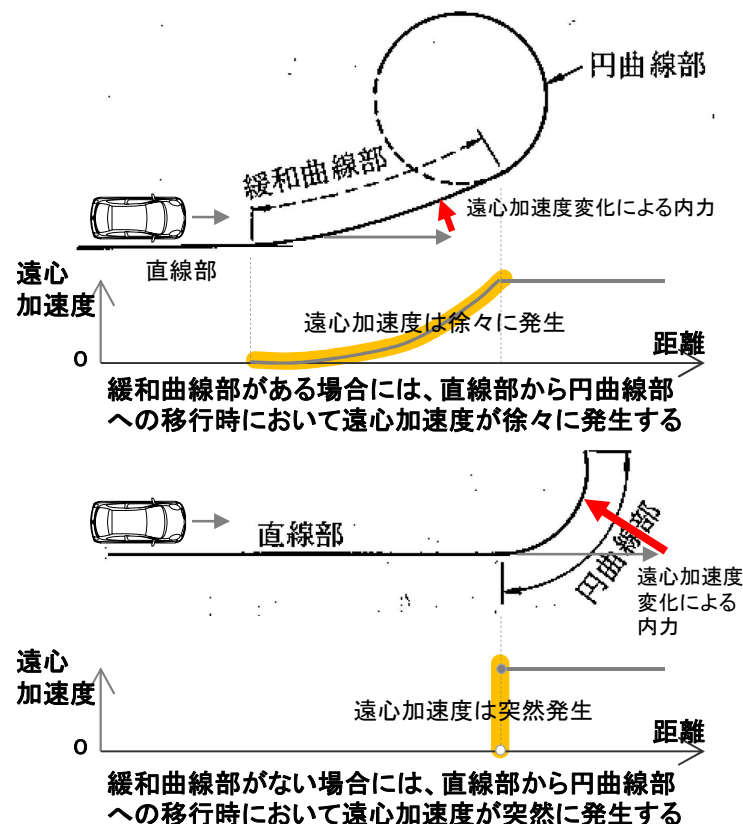 円曲線部
緩和曲線部
遠心加速度変化による内力
直線部
遠心
加速度
遠心加速度は徐々に発生
0
距離
緩和曲線部がある場合には、直線部から円曲線部
への移行時において遠心加速度が徐々に発生する
直線部
円曲線部
遠心加速度
変化による
内力
遠心
加速度
遠心加速度は突然発生
0
距離
緩和曲線部がない場合には、直線部から円曲線部
への移行時において遠心加速度が突然に発生する